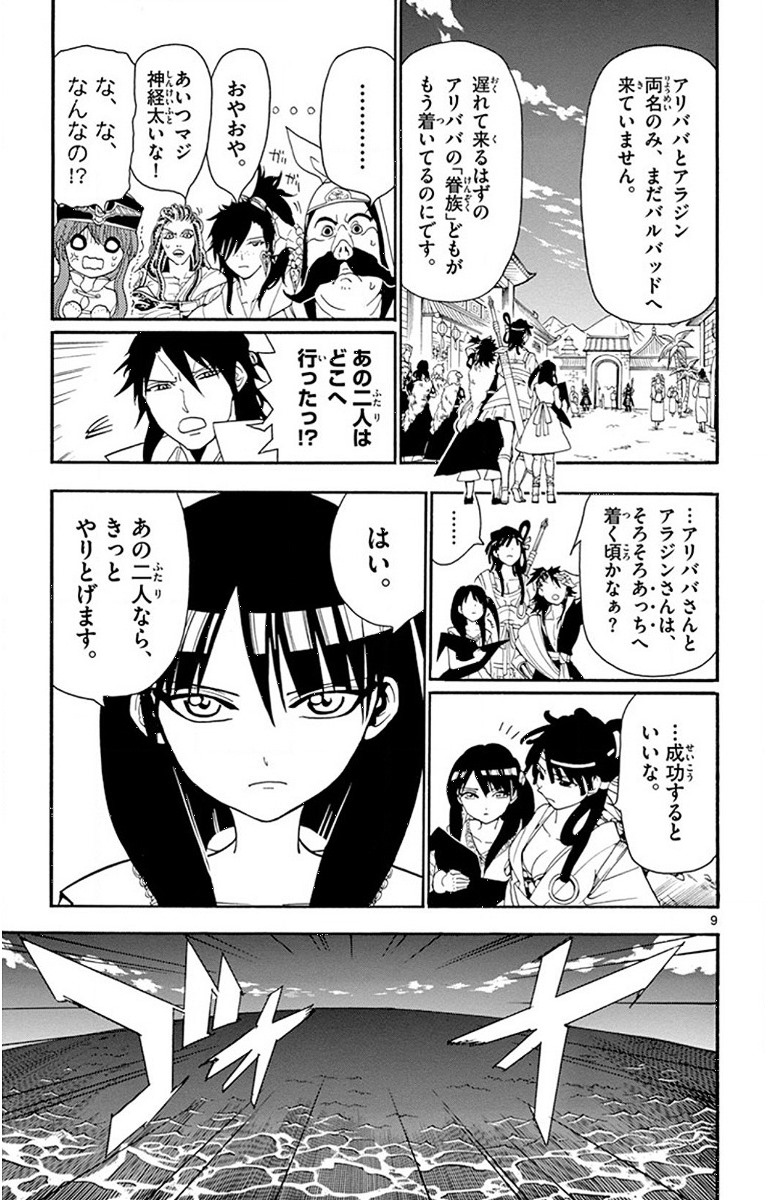 アリババとアラジン
両名のみ、まだバルバッドへ
来ていません。
遅れて来るはずの
アリババの「眷族」どもが
もう着いてるのにです。
…………
おやおや。
あいつマジ
神経太いな!
な、な、
なんなの!?
あの二人は
どこへ
行ったっ!?
…アリババさんと
アラジンさんは、
そろそろあっちへ
着く頃かなぁ?
……
…成功すると
いいな。
はい。
あの二人なら、
きっと
やりとげます。
9